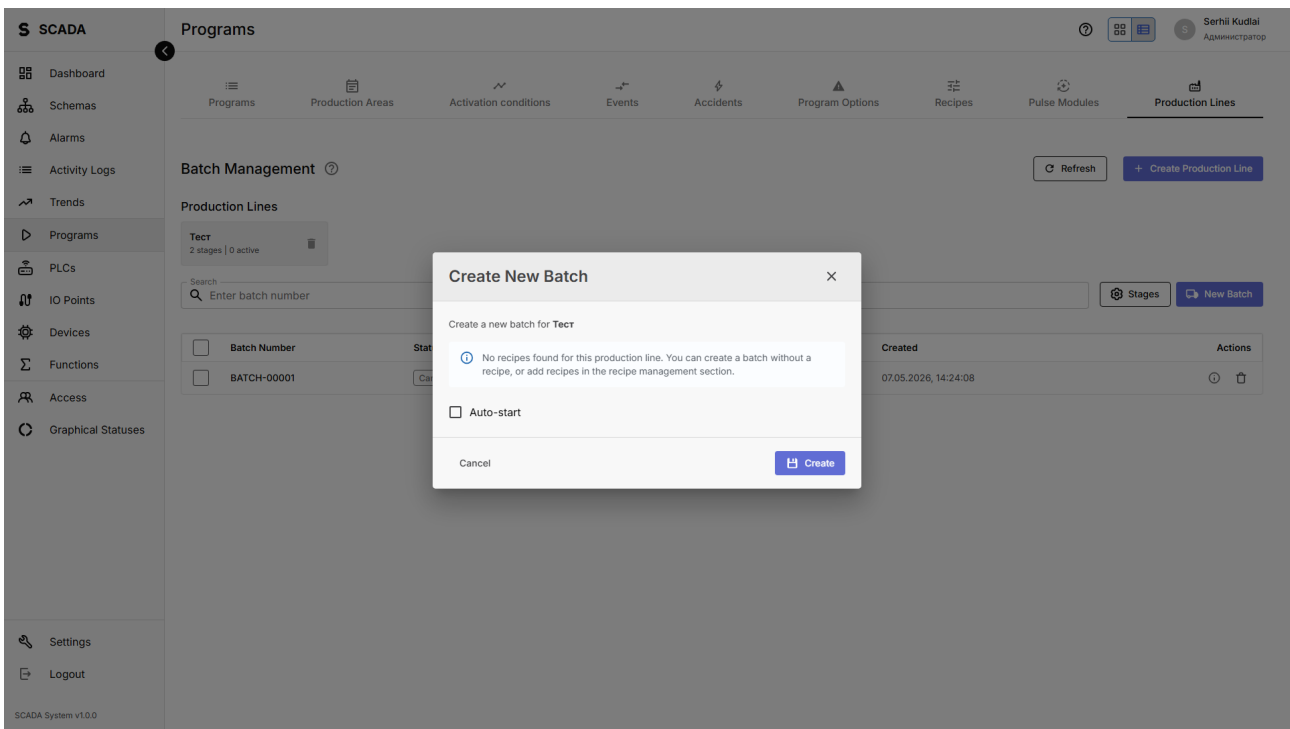 S SCADA
Programs
S
Serhii Kudlai
Администратор
Dashboard
Schemas
Alarms
Activity Logs
Trends
Programs
PLCs
IO Points
Devices
Functions
Access
Graphical Statuses
Settings
Logout
SCADA System v1.0.0
Programs
Production Areas
Activation conditions
Events
Accidents
Program Options
Recipes
Pulse Modules
Production Lines
Batch Management
Refresh
+ Create Production Line
Production Lines
Тест
2 stages | 0 active
Search
Enter batch number
Stages
New Batch
Batch Number
Created
Actions
BATCH-00001
07.05.2026, 14:24:08
Create New Batch
Create a new batch for Тест
No recipes found for this production line. You can create a batch without a
recipe, or add recipes in the recipe management section.
Auto-start
Cancel
Create